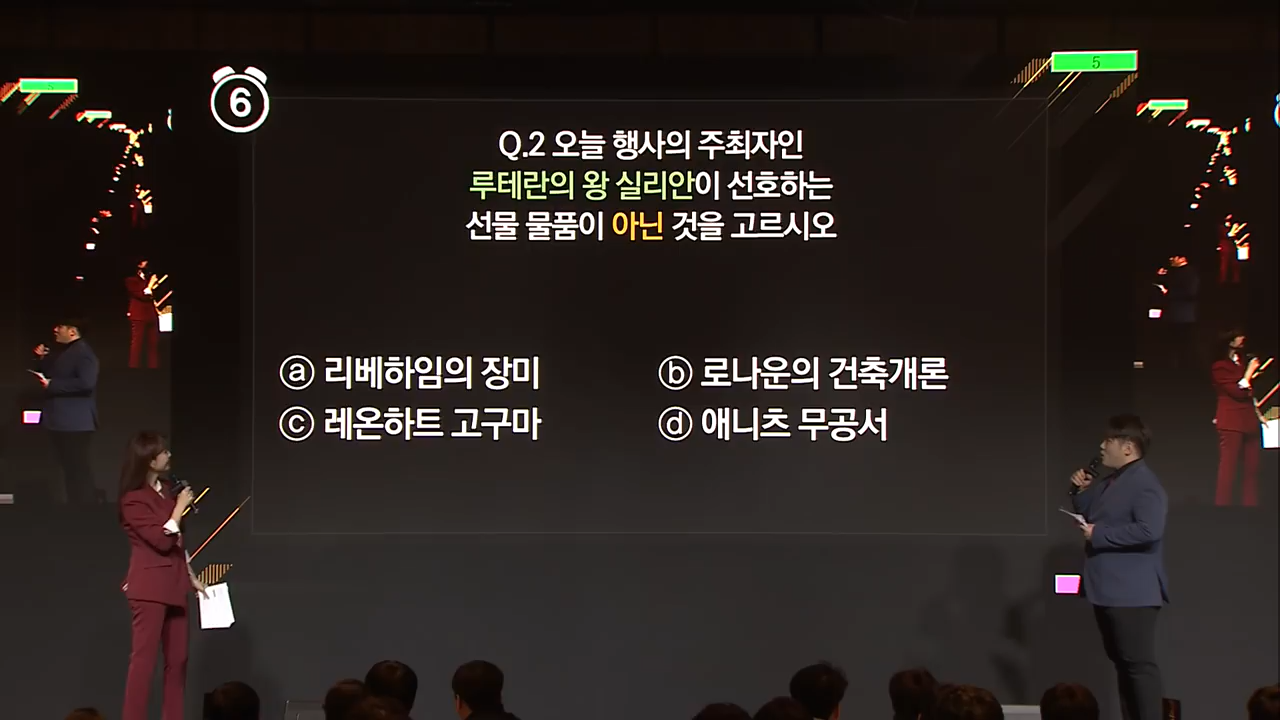 6
5
Q.2 오늘 행사의 주최자인
루테란의 왕 실리안이 선호하는
선물 물품이 아닌 것을 고르시오
ⓐ 리베하임의 장미
ⓑ 로나운의 건축개론
ⓒ 레온하트 고구마
ⓓ 애니츠 무공서